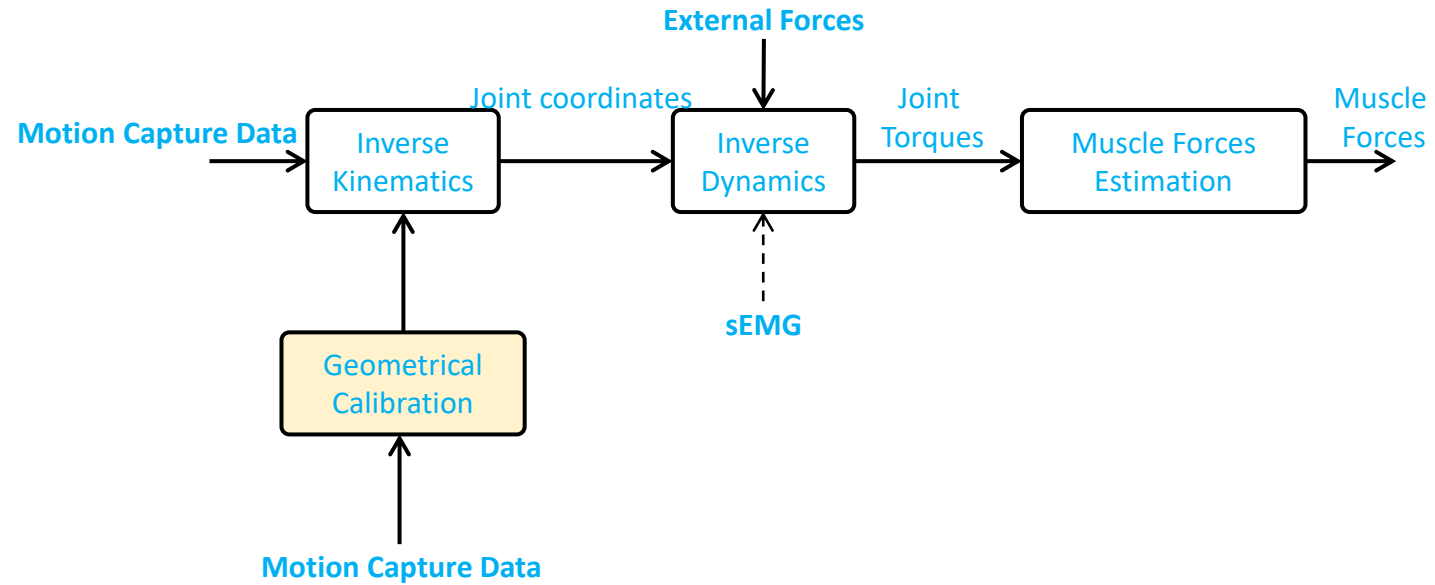 External Forces
Joint coordinates
Joint
Torques
Muscle
Forces
Motion Capture Data
Inverse
Kinematics
Inverse
Dynamics
Muscle Forces
Estimation
sEMG
Geometrical
Calibration
Motion Capture Data